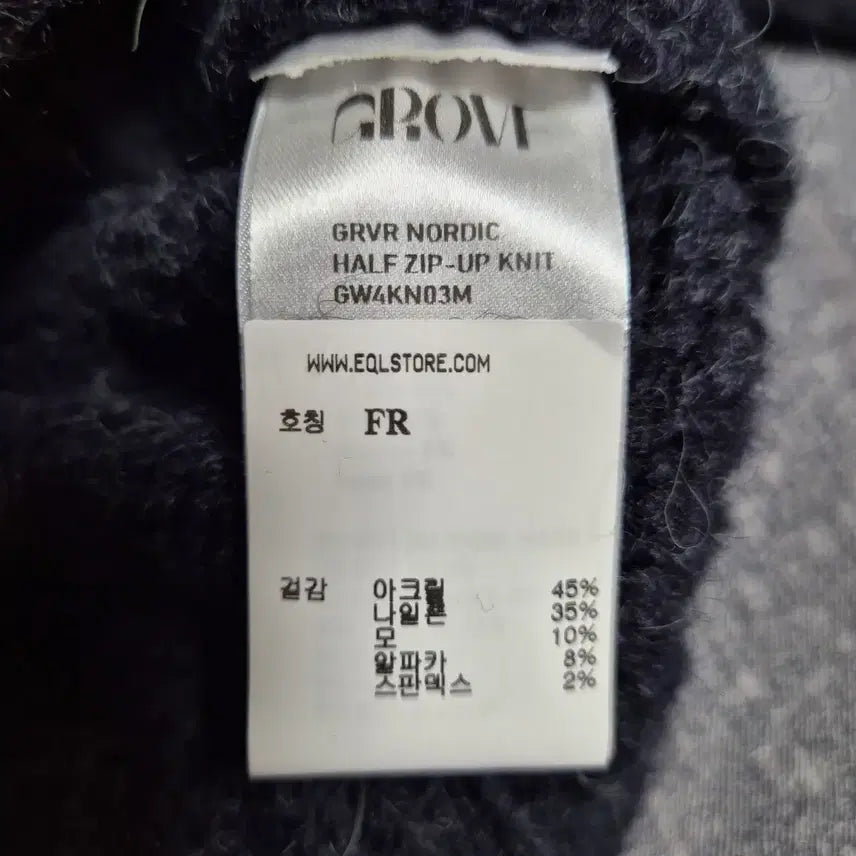 GROVE
GRVR NORDIC
HALF ZIP-UP KNIT
GW4KN03M
WWW.EQLSTORE.COM
호칭 FR
겉감 아크릴 45%
나일론 35%
모 10%
알파카 8%
스판덱스 2%